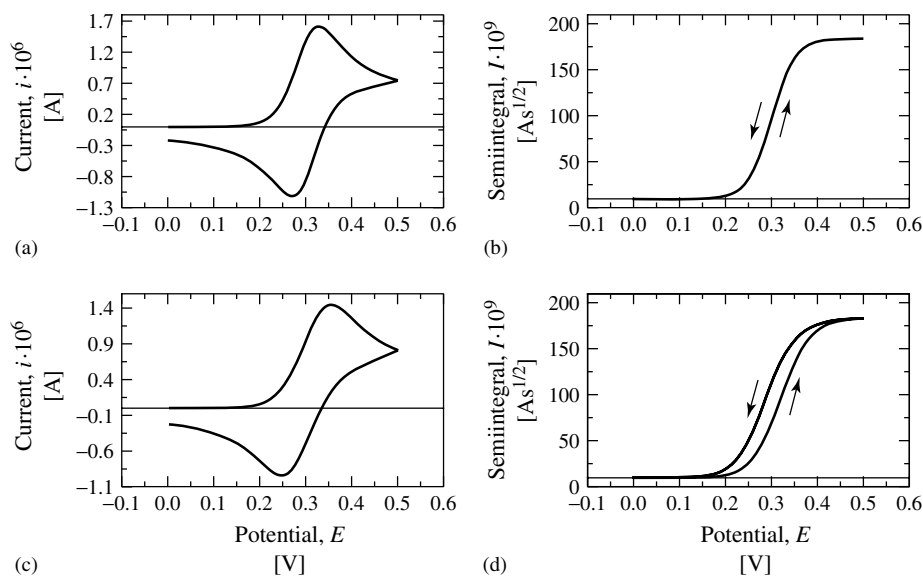 1.7
0.7
0.2
−0.3
−0.8
−1.3
Current, i·10⁶
[A]
−0.1 0.0 0.1 0.2 0.3 0.4 0.5 0.6
(a)
200
150
100
50
0
Semiintegral, I·10⁹
[As^{1/2}]
−0.1 0.0 0.1 0.2 0.3 0.4 0.5 0.6
(b)
1.4
0.9
0.4
−0.1
−0.6
−1.1
Current, i·10⁶
[A]
−0.1 0.0 0.1 0.2 0.3 0.4 0.5 0.6
Potential, E
[V]
(c)
200
150
100
50
0
Semiintegral, I·10⁹
[As^{1/2}]
−0.1 0.0 0.1 0.2 0.3 0.4 0.5 0.6
Potential, E
[V]
(d)